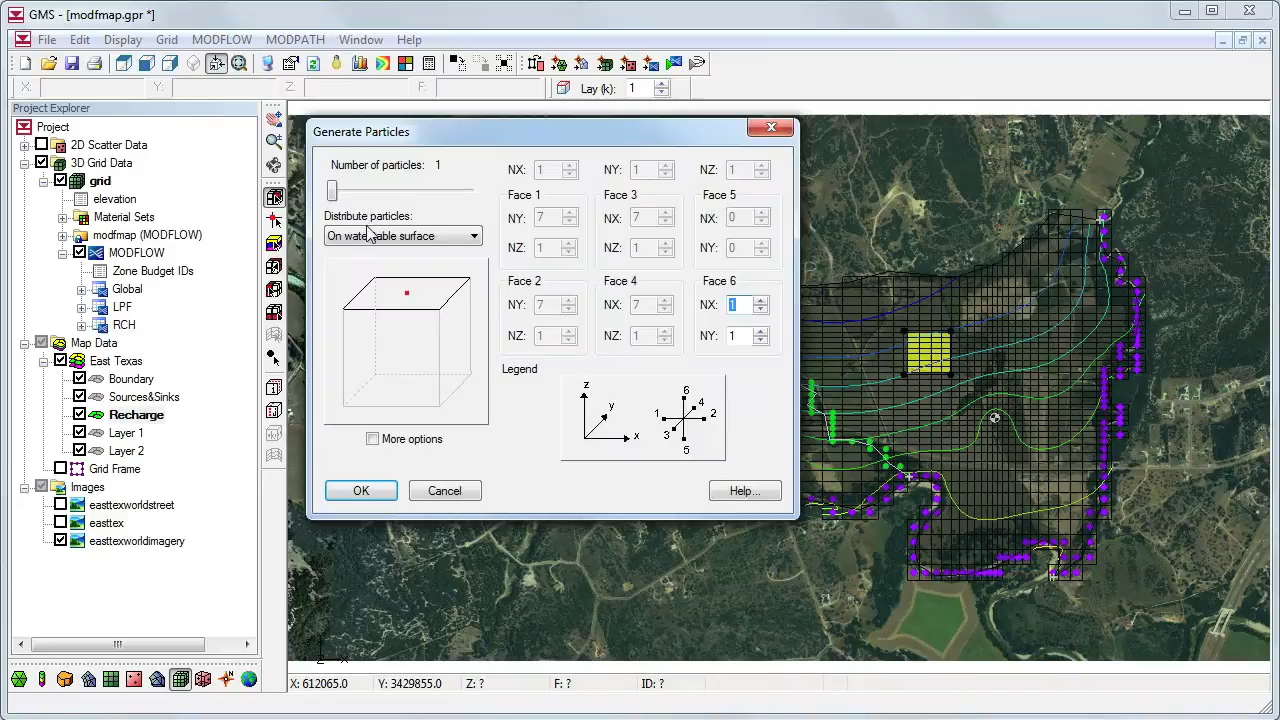 GMS - [modfmap.gpr *]
File Edit Display Grid MODFLOW MODPATH Window Help
X: Y: Z: F: Lay (k): 1
Project Explorer
Project
2D Scatter Data
3D Grid Data
grid
elevation
Material Sets
modfmap (MODFLOW)
MODFLOW
Zone Budget IDs
Global
LPF
RCH
Map Data
East Texas
Boundary
Sources&Sinks
Recharge
Layer 1
Layer 2
Grid Frame
Images
easttexworldstreet
easttex
easttexworldimagery
Generate Particles
Number of particles: 1
Distribute particles:
On water table surface
More options
OK Cancel Help...
NX: 1 NY: 1 NZ: 1
Face 1 Face 3 Face 5
NY: 7 NX: 7 NX: 0
NZ: 1 NZ: 1 NY: 0
Face 2 Face 4 Face 6
NY: 7 NX: 7 NX: 1
NZ: 1 NZ: 1 NY: 1
Legend
z
y
x
6
4
1 2
3
5
X: 612065.0 Y: 3429855.0 Z: ? F: ? ID: ?